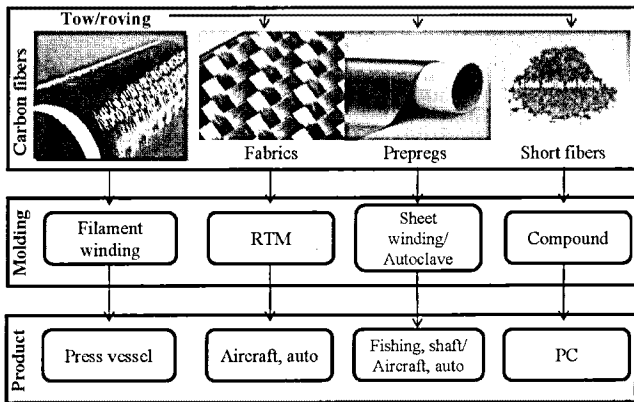 Tow/roving
Carbon fibers
Fabrics
Prepregs
Short fibers
Molding
Filament
winding
RTM
Sheet
winding/
Autoclave
Compound
Product
Press vessel
Aircraft, auto
Fishing, shaft/
Aircraft, auto
PC